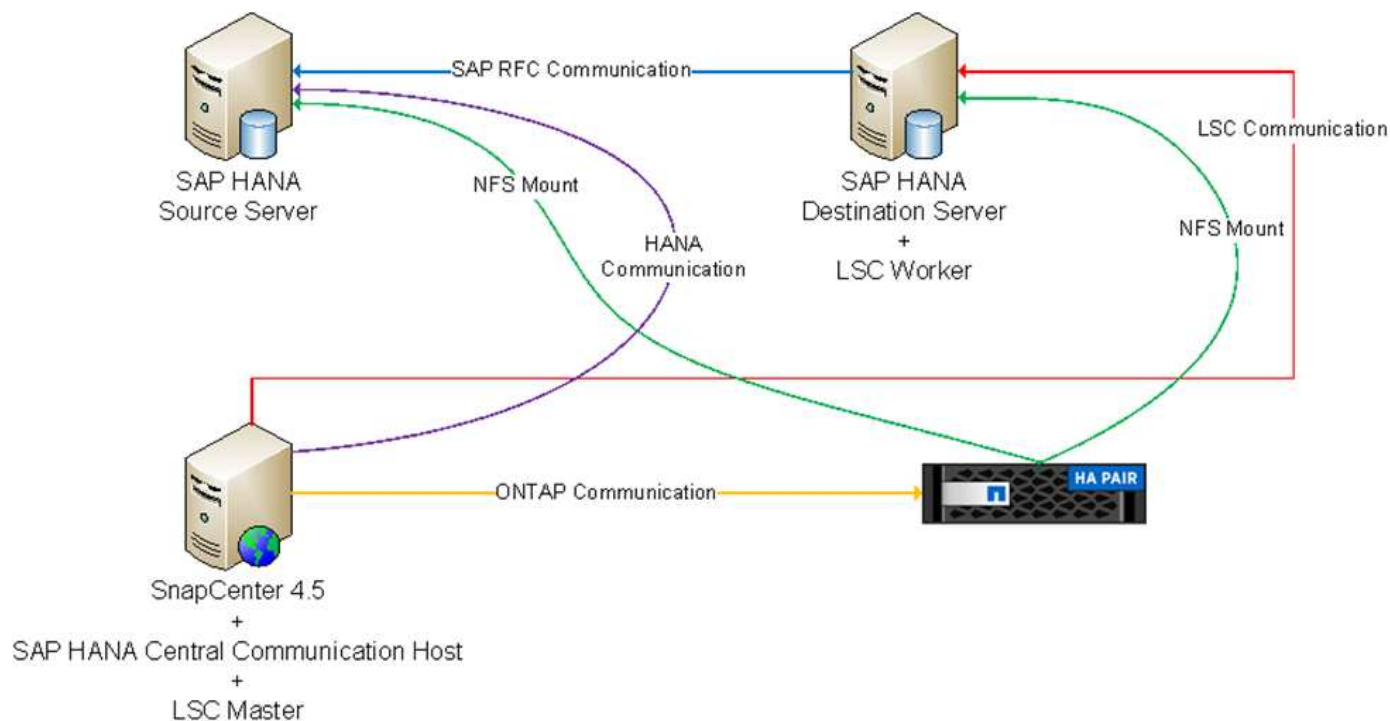 SAP RFC Communication
LSC Communication
SAP HANA
Source Server
NFS Mount
SAP HANA
Destination Server
+
LSC Worker
NFS Mount
HANA
Communication
ONTAP Communication
HA PAIR
SnapCenter 4.5
+
SAP HANA Central Communication Host
+
LSC Master